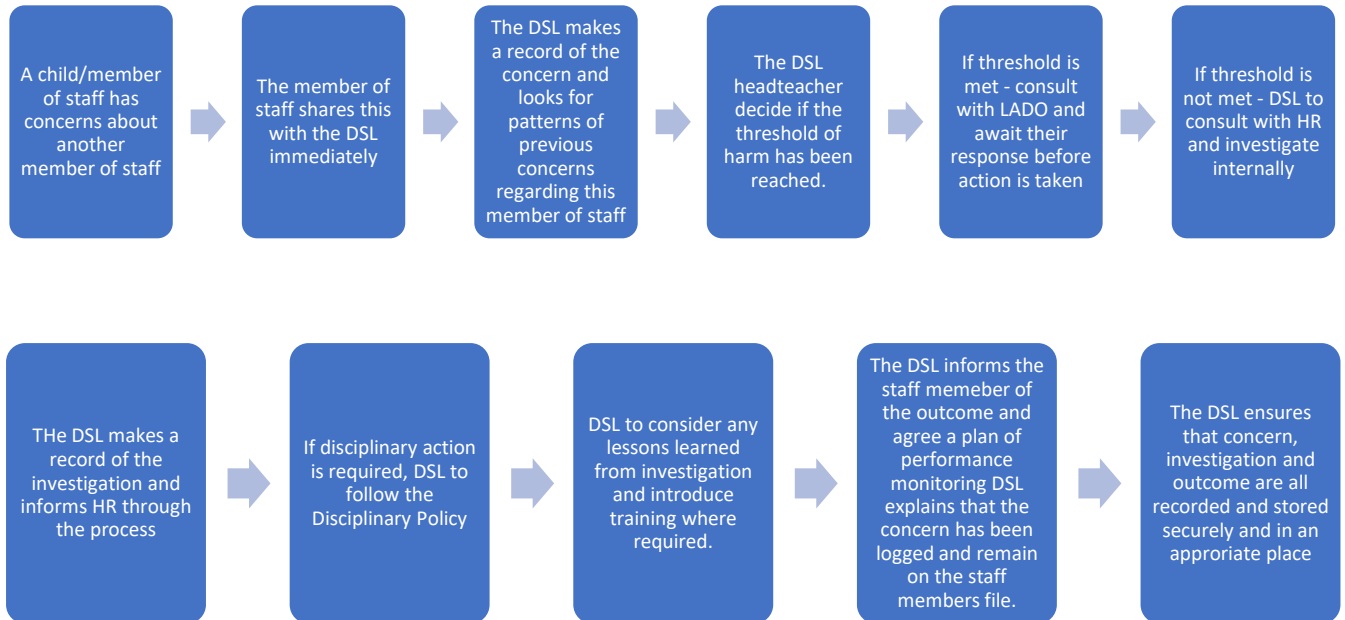 A child/member
of staff has
concerns about
another
member of staff
The member of
staff shares this
with the DSL
immediately
The DSL makes
a record of the
concern and
looks for
patterns of
previous
concerns
regarding this
member of staff
The DSL
headteacher
decide if the
threshold of
harm has been
reached.
If threshold is
met - consult
with LADO and
await their
response before
action is taken
If threshold is
not met - DSL to
consult with HR
and investigate
internally
THe DSL makes a
record of the
investigation and
informs HR through
the process
If disciplinary action
is required, DSL to
follow the
Disciplinary Policy
DSL to consider any
lessons learned
from investigation
and introduce
training where
required.
The DSL informs the
staff memeber of
the outcome and
agree a plan of
performance
monitoring DSL
explains that the
concern has been
logged and remain
on the staff
members file.
The DSL ensures
that concern,
investigation and
outcome are all
recorded and stored
securely and in an
approriate place